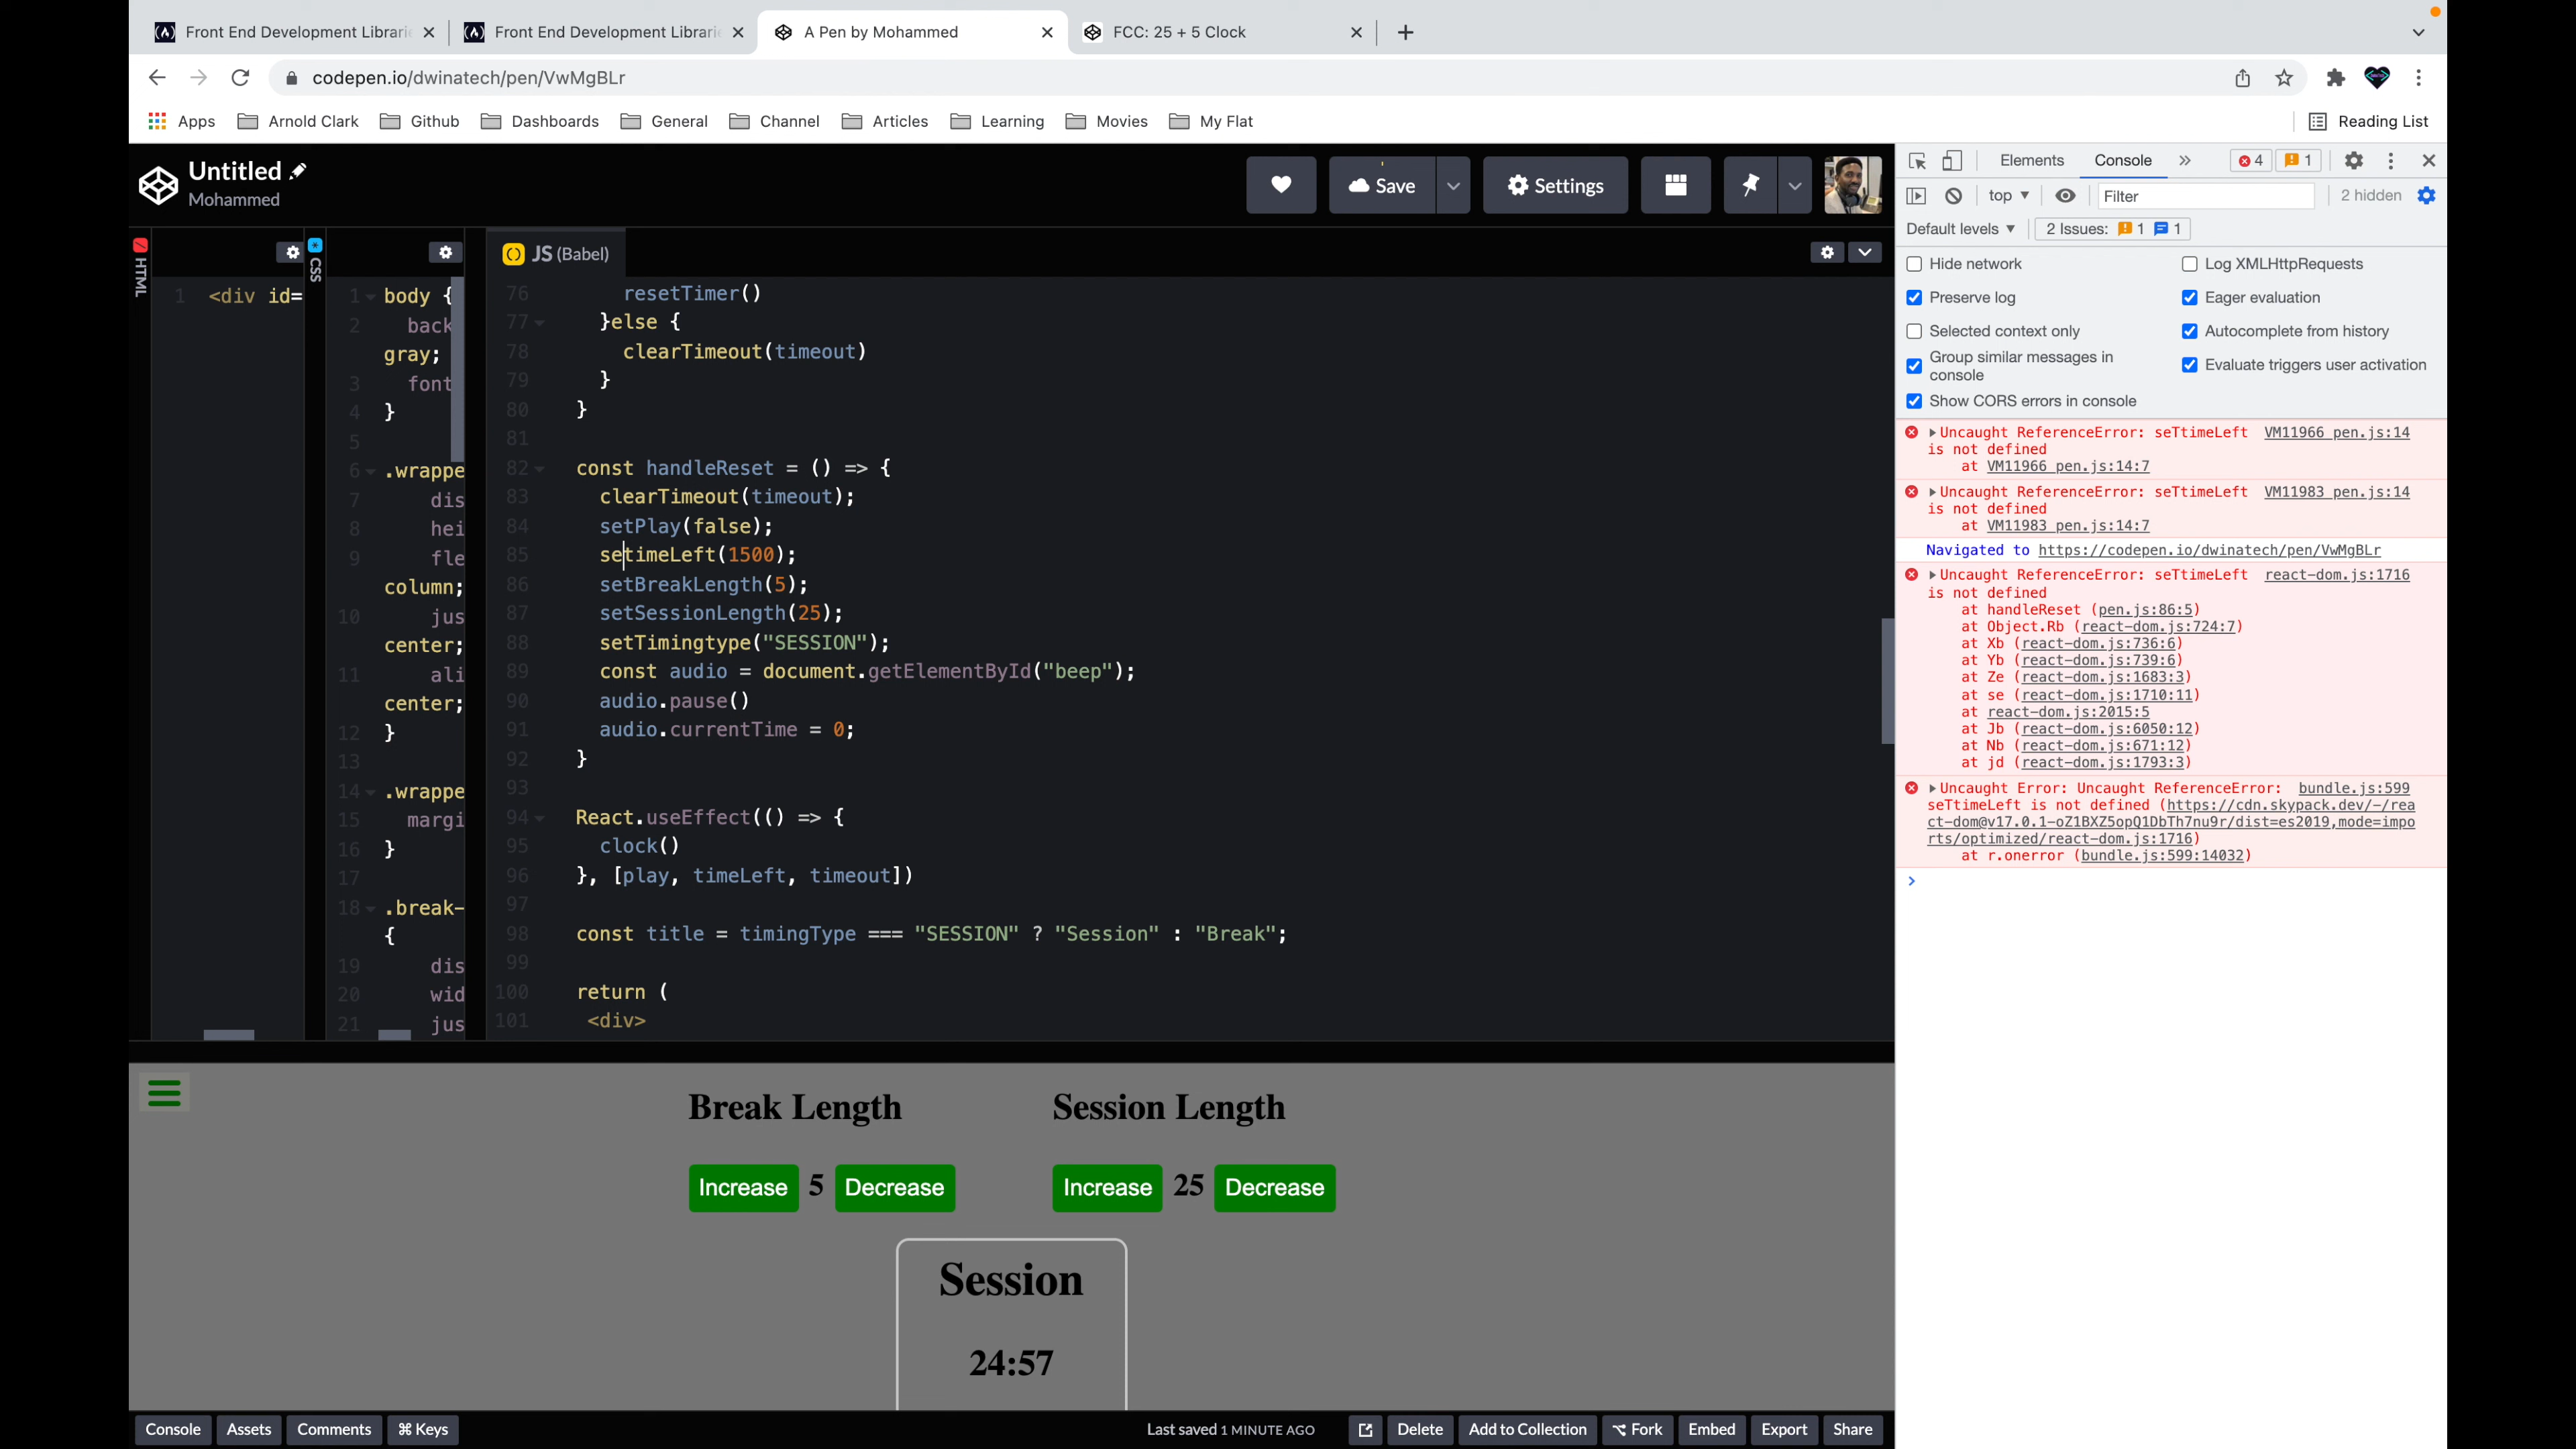 Front End Development Librarie
Front End Development Librarie
A Pen by Mohammed
FCC: 25 + 5 Clock
codepen.io/dwinatech/pen/VwMgBLr
Apps
Arnold Clark
Github
Dashboards
General
Channel
Articles
Learning
Movies
My Flat
Reading List
Untitled
Mohammed
Save
Settings
HTML
1 <div id=
CSS
1 body {
2 back
gray;
3 font
4 }
5
6 .wrappe
7 dis
8 hei
9 fle
column;
10 jus
center;
11 ali
center;
12 }
13
14 .wrappe
15 margi
16 }
17
18 .break-
{
19 dis
20 wid
21 jus
JS (Babel)
76 resetTimer()
77 }else {
78 clearTimeout(timeout)
79 }
80 }
81
82 const handleReset = () => {
83 clearTimeout(timeout);
84 setPlay(false);
85 setimeLeft(1500);
86 setBreakLength(5);
87 setSessionLength(25);
88 setTimingtype("SESSION");
89 const audio = document.getElementById("beep");
90 audio.pause()
91 audio.currentTime = 0;
92 }
93
94 React.useEffect(() => {
95 clock()
96 }, [play, timeLeft, timeout])
97
98 const title = timingType === "SESSION" ? "Session" : "Break";
99
100 return (
101 <div>
Elements
Console
4
1
top
Filter
2 hidden
Default levels
2 Issues: 1 1
Hide network
Log XMLHttpRequests
Preserve log
Eager evaluation
Selected context only
Autocomplete from history
Group similar messages in
console
Evaluate triggers user activation
Show CORS errors in console
Uncaught ReferenceError: seTtimeLeft VM11966 pen.js:14
is not defined
at VM11966 pen.js:14:7
Uncaught ReferenceError: seTtimeLeft VM11983 pen.js:14
is not defined
at VM11983 pen.js:14:7
Navigated to https://codepen.io/dwinatech/pen/VwMgBLr
Uncaught ReferenceError: seTtimeLeft react-dom.js:1716
is not defined
at handleReset (pen.js:86:5)
at Object.Rb (react-dom.js:724:7)
at Xb (react-dom.js:736:6)
at Yb (react-dom.js:739:6)
at Ze (react-dom.js:1683:3)
at se (react-dom.js:1710:11)
at react-dom.js:2015:5
at Jb (react-dom.js:6050:12)
at Nb (react-dom.js:671:12)
at jd (react-dom.js:1793:3)
Uncaught Error: Uncaught ReferenceError: bundle.js:599
seTtimeLeft is not defined (https://cdn.skypack.dev/-/rea
ct-dom@v17.0.1-oZ1BXZ5opQ1DbTh7nu9r/dist=es2019,mode=impo
rts/optimized/react-dom.js:1716)
at r.onerror (bundle.js:599:14032)
Break Length
Session Length
Increase 5 Decrease
Increase 25 Decrease
Session
24:57
Console
Assets
Comments
⌘ Keys
Last saved 1 MINUTE AGO
Delete
Add to Collection
Fork
Embed
Export
Share